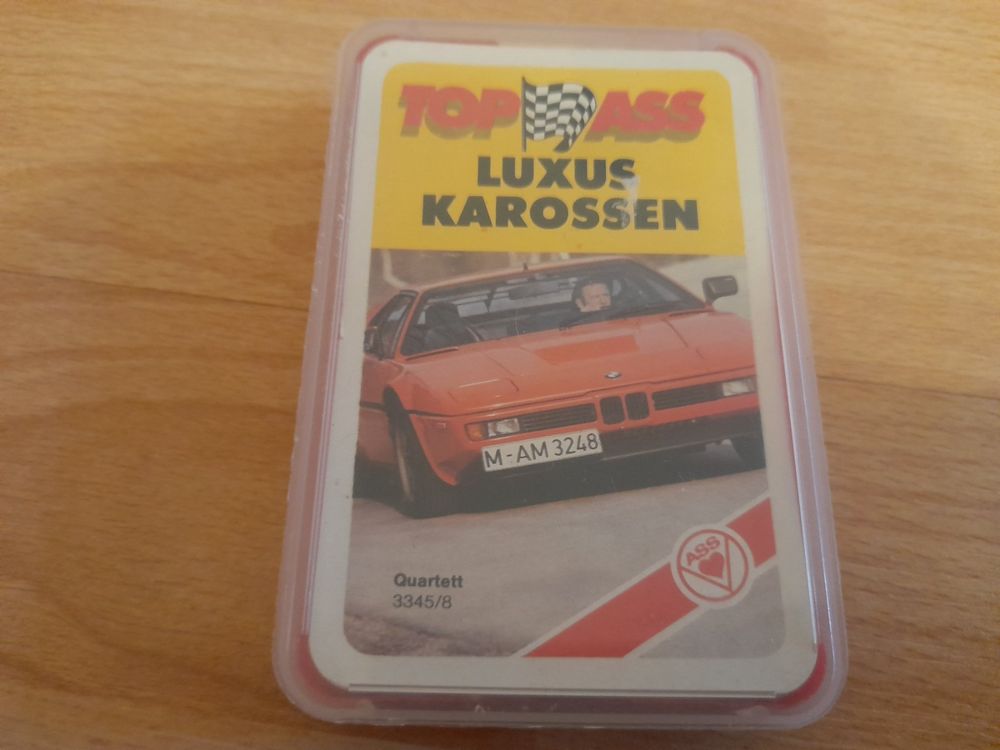 TOP ASS
LUXUS
KAROSSEN
M-AM 3248
Quartett
3345/8
ASS